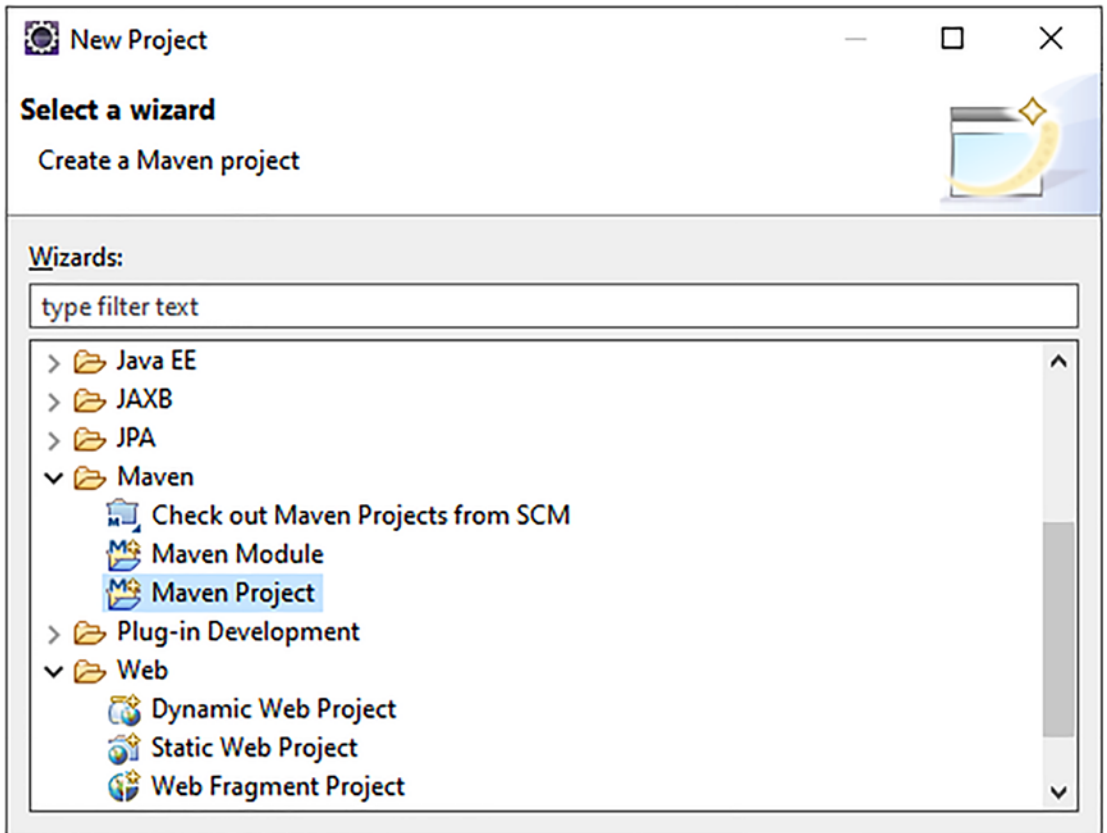 New Project
Select a wizard
Create a Maven project
Wizards:
type filter text
Java EE
JAXB
JPA
Maven
Check out Maven Projects from SCM
Maven Module
Maven Project
Plug-in Development
Web
Dynamic Web Project
Static Web Project
Web Fragment Project